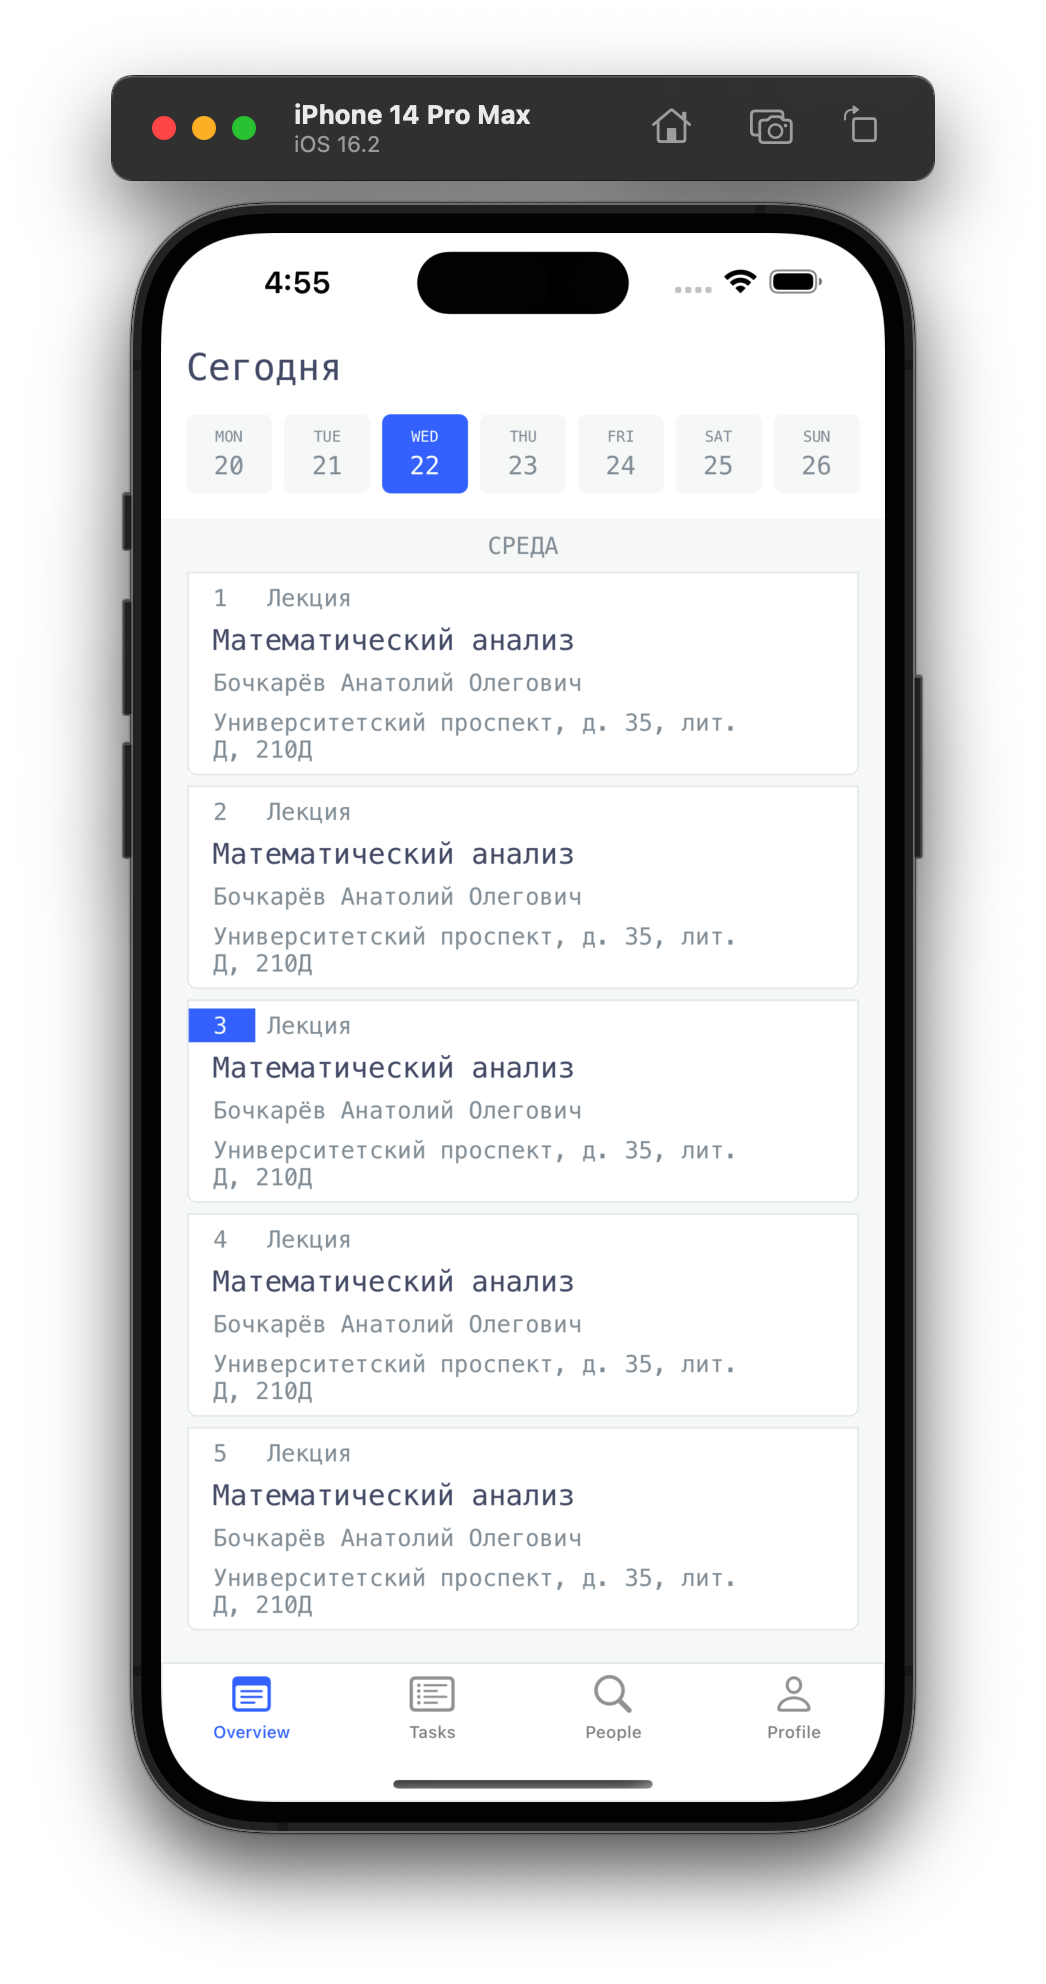 iPhone 14 Pro Max
iOS 16.2
4:55
Сегодня
MON TUE WED THU FRI SAT SUN
20 21 22 23 24 25 26
СРЕДА
1 Лекция
Математический анализ
Бочкарёв Анатолий Олегович
Университетский проспект, д. 35, лит.
Д, 210Д
2 Лекция
Математический анализ
Бочкарёв Анатолий Олегович
Университетский проспект, д. 35, лит.
Д, 210Д
3 Лекция
Математический анализ
Бочкарёв Анатолий Олегович
Университетский проспект, д. 35, лит.
Д, 210Д
4 Лекция
Математический анализ
Бочкарёв Анатолий Олегович
Университетский проспект, д. 35, лит.
Д, 210Д
5 Лекция
Математический анализ
Бочкарёв Анатолий Олегович
Университетский проспект, д. 35, лит.
Д, 210Д
Overview Tasks People Profile